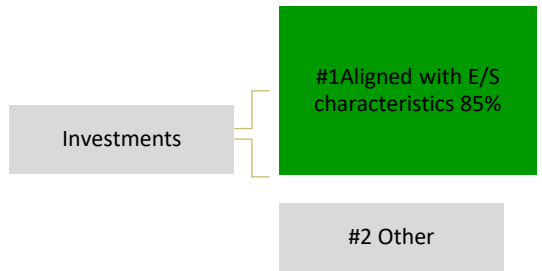 Investments
#1Aligned with E/S
characteristics 85%
#2 Other